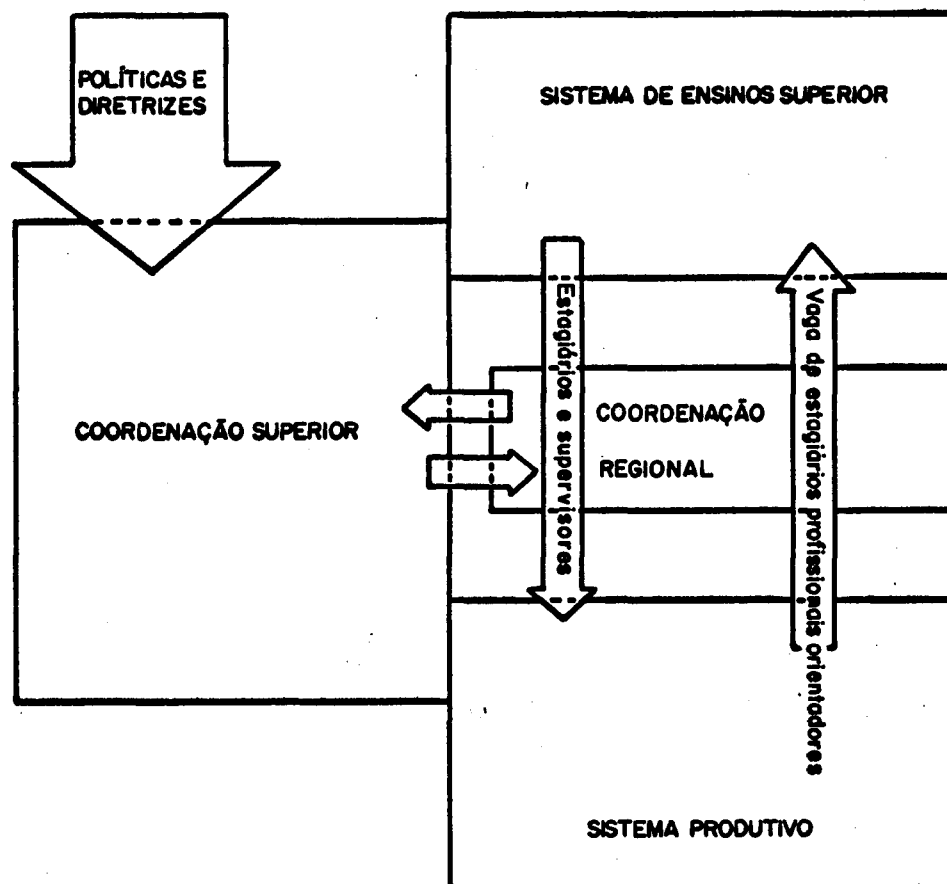 POLÍTICAS E
DIRETRIZES
SISTEMA DE ENSINOS SUPERIOR
Estagiários e supervisores
Vaga de estagiários profissionais orientadores
COORDENAÇÃO SUPERIOR
COORDENAÇÃO
REGIONAL
SISTEMA PRODUTIVO